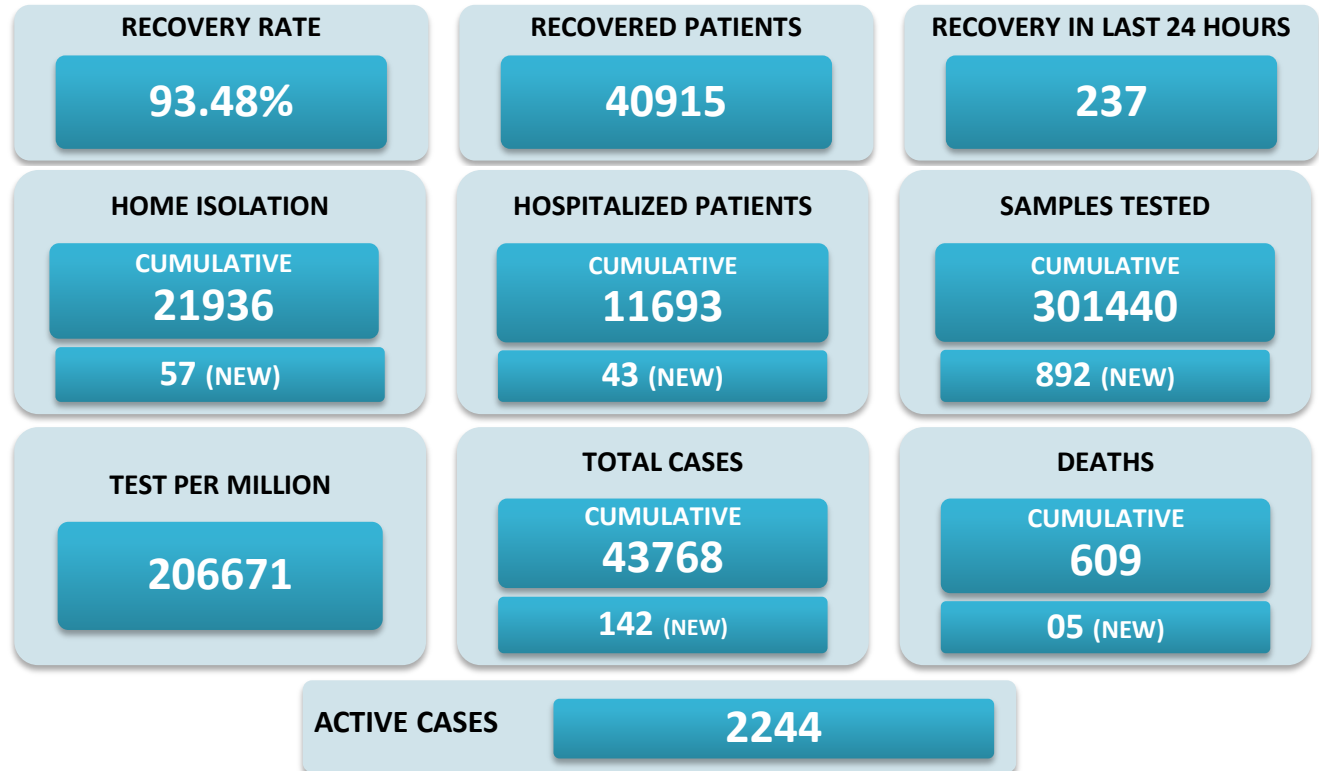 RECOVERY RATE
93.48%
RECOVERED PATIENTS
40915
RECOVERY IN LAST 24 HOURS
237
HOME ISOLATION
CUMULATIVE
21936
57 (NEW)
HOSPITALIZED PATIENTS
CUMULATIVE
11693
43 (NEW)
SAMPLES TESTED
CUMULATIVE
301440
892 (NEW)
TEST PER MILLION
206671
TOTAL CASES
CUMULATIVE
43768
142 (NEW)
DEATHS
CUMULATIVE
609
05 (NEW)
ACTIVE CASES
2244